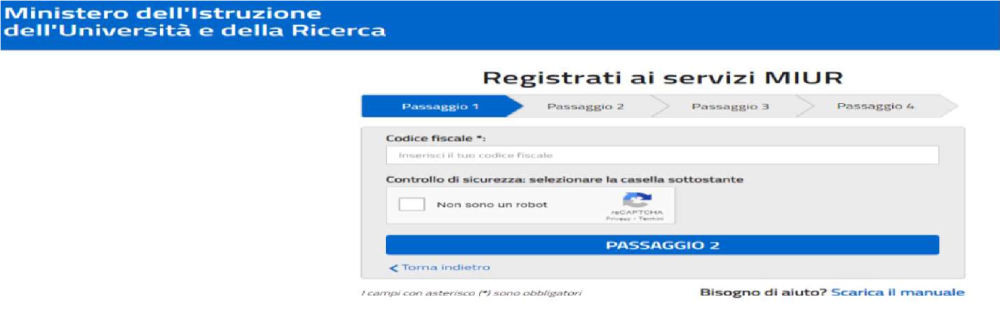 Ministero dell'Istruzione
dell'Università e della Ricerca
Registrati ai servizi MIUR
Passaggio 1 Passaggio 2 Passaggio 3 Passaggio 4
Codice fiscale *:
Inserisci il tuo codice fiscale
Controllo di sicurezza: selezionare la casella sottostante
Non sono un robot
reCAPTCHA
Privacy - Termini
PASSAGGIO 2
Torna indietro
I campi con asterisco (*) sono obbligatori
Bisogno di aiuto? Scarica il manuale